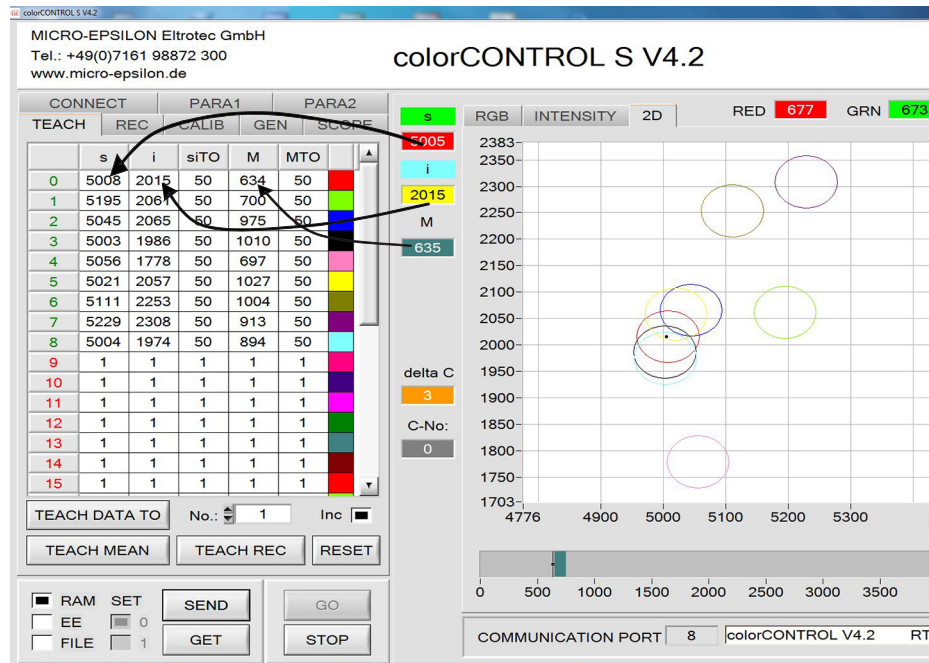 colorCONTROL S V4.2
MICRO-EPSILON Eltrotec GmbH
Tel.: +49(0)7161 98872 300
www.micro-epsilon.de
colorCONTROL S V4.2
CONNECT PARA1 PARA2
TEACH REC CALIB GEN SCOPE
s i siTO M MTO
0 5008 2015 50 634 50
1 5195 2061 50 700 50
2 5045 2065 50 975 50
3 5003 1986 50 1010 50
4 5056 1778 50 697 50
5 5021 2057 50 1027 50
6 5111 2253 50 1004 50
7 5229 2308 50 913 50
8 5004 1974 50 894 50
9 1 1 1 1 1
10 1 1 1 1 1
11 1 1 1 1 1
12 1 1 1 1 1
13 1 1 1 1 1
14 1 1 1 1 1
15 1 1 1 1 1
TEACH DATA TO No.: 1 Inc
TEACH MEAN TEACH REC RESET
RAM SET SEND GO
EE 0
FILE 1 GET STOP
s
5005
i
2015
M
635
delta C
3
C-No:
0
RGB INTENSITY 2D RED 677 GRN 673
2383
2350
2300
2250
2200
2150
2100
2050
2000
1950
1900
1850
1800
1750
1703
4776 4900 5000 5100 5200 5300
0 500 1000 1500 2000 2500 3000 3500
COMMUNICATION PORT 8 colorCONTROL V4.2 RT